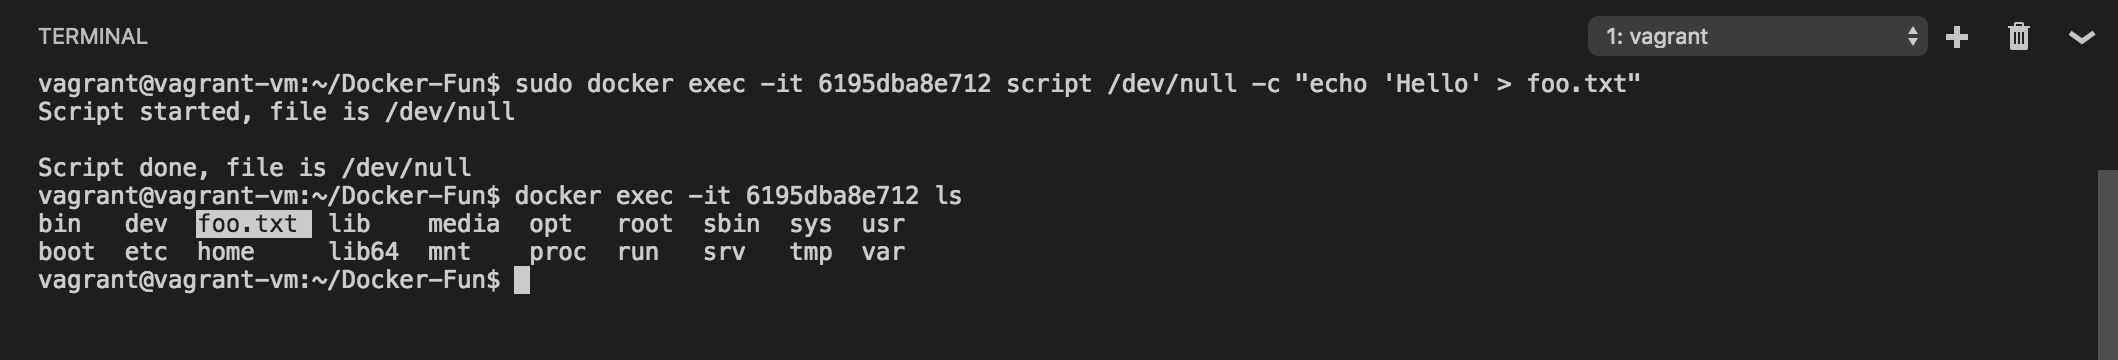 TERMINAL
1: vagrant
vagrant@vagrant-vm:~/Docker-Fun$ sudo docker exec -it 6195dba8e712 script /dev/null -c "echo 'Hello' > foo.txt"
Script started, file is /dev/null
Script done, file is /dev/null
vagrant@vagrant-vm:~/Docker-Fun$ docker exec -it 6195dba8e712 ls
bin   dev  foo.txt  lib    media  opt   root  sbin  sys  usr
boot  etc  home     lib64  mnt    proc  run   srv   tmp  var
vagrant@vagrant-vm:~/Docker-Fun$